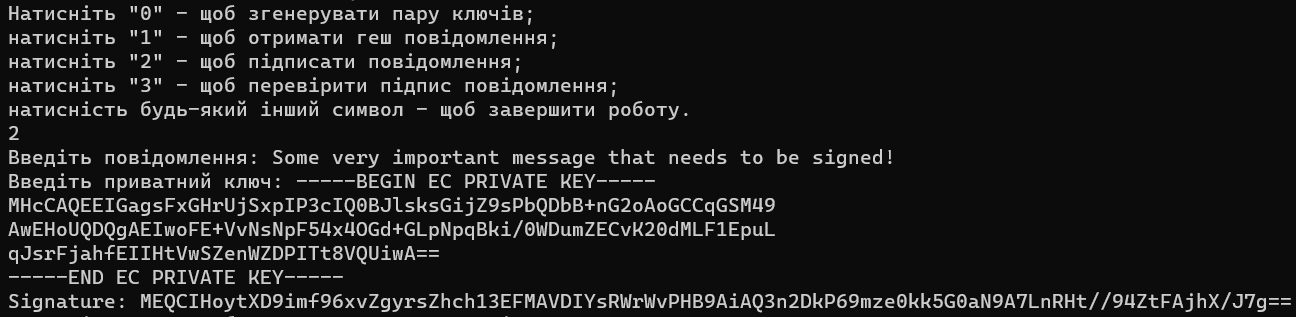 Натисніть "0" – щоб згенерувати пару ключів;
натисніть "1" – щоб отримати геш повідомлення;
натисніть "2" – щоб підписати повідомлення;
натисніть "3" – щоб перевірити підпис повідомлення;
натисність будь-який інший символ – щоб завершити роботу.
2
Введіть повідомлення: Some very important message that needs to be signed!
Введіть приватний ключ: -----BEGIN EC PRIVATE KEY-----
MHcCAQEEIGagsFxGHrUjSxpIP3cIQ0BJlsksGijZ9sPbQDbB+nG2oAoGCCqGSM49
AwEHoUQDQgAEIwoFE+VvNsNpF54x4OGd+GLpNpqBki/0WDumZECvK20dMLF1EpuL
qJsrFjahfEIIHtVwSZenWZDPITt8VQUiwA==
-----END EC PRIVATE KEY-----
Signature: MEQCIHoytXD9imf96xvZgyrsZhch13EFMAVDIYsRWrWvPHB9AiAQ3n2DkP69mze0kk5G0aN9A7LnRHt//94ZtFAjhX/J7g==